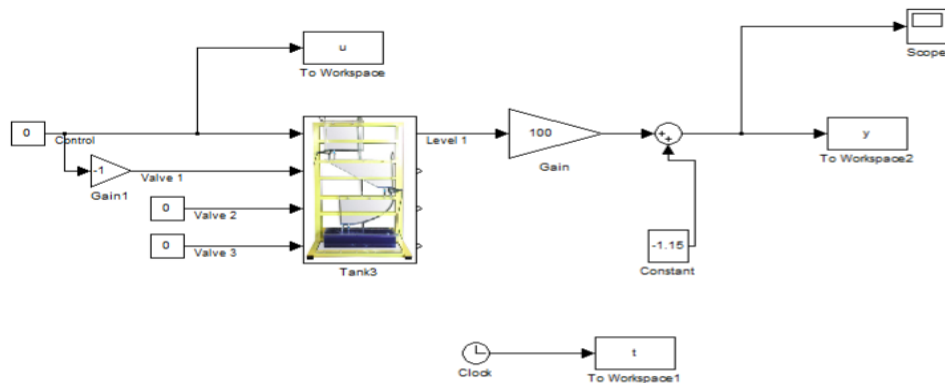 u
To Workspace
Scope
0
Control
Level 1
100
Gain
++
y
To Workspace2
-1
Gain1
Valve 1
0
Valve 2
0
Valve 3
Tank3
-1.15
Constant
Clock
t
To Workspace1